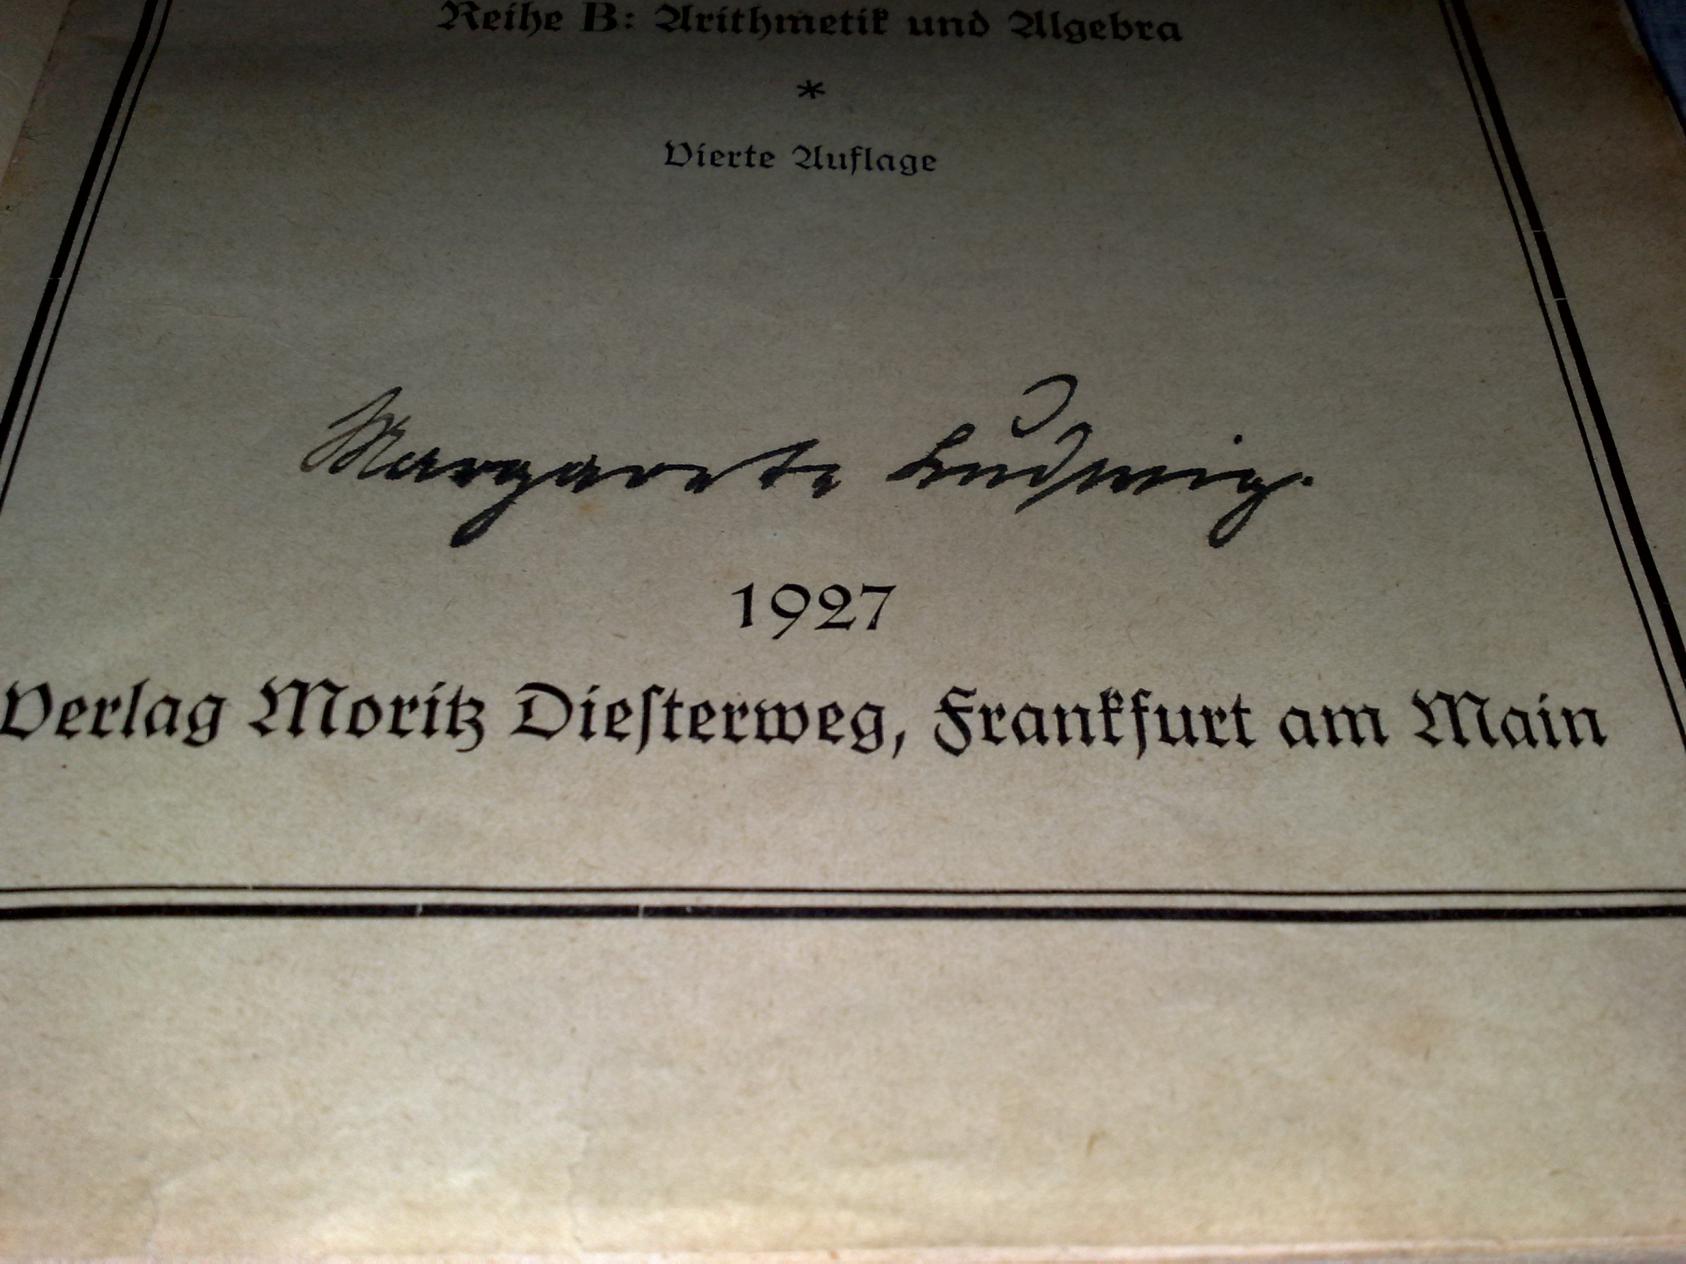 Reihe B: Arithmetik und Algebra
*
Vierte Auflage
Margarete Ludwig.
1927
Verlag Moritz Diesterweg, Frankfurt am Main